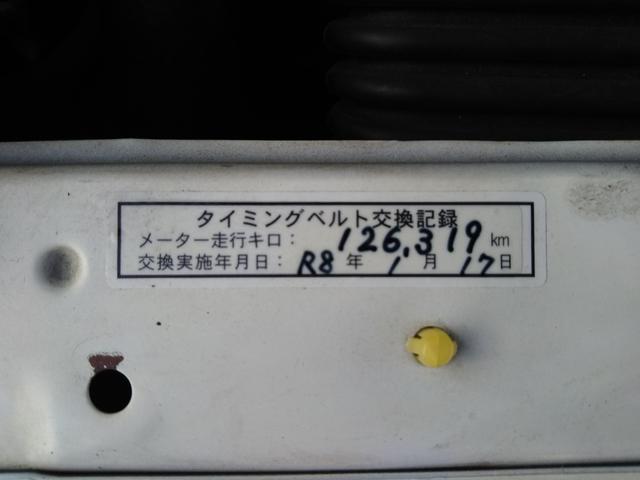 タイミングベルト交換記録
メーター走行キロ: 126,319 km
交換実施年月日: R8 年 1 月 17 日